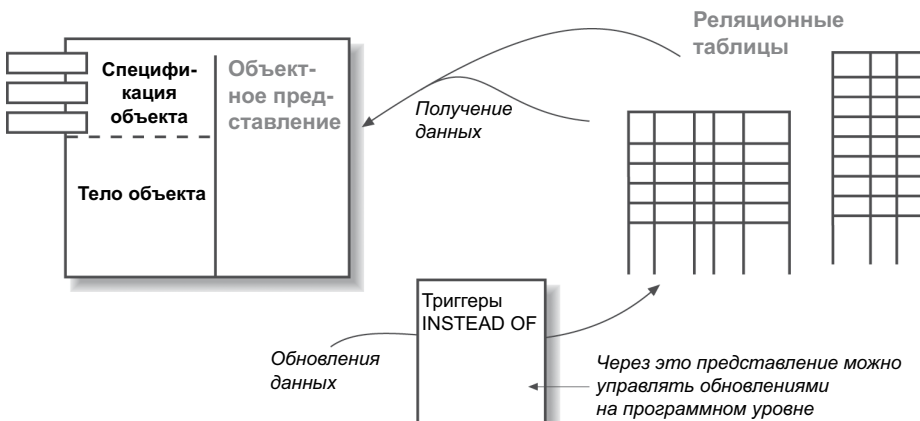 Реляционные
таблицы
Специфи-
кация
объекта
Объект-
ное пред-
ставление
Получение
данных
Тело объекта
Триггеры
INSTEAD OF
Обновления
данных
Через это представление можно
управлять обновлениями
на программном уровне